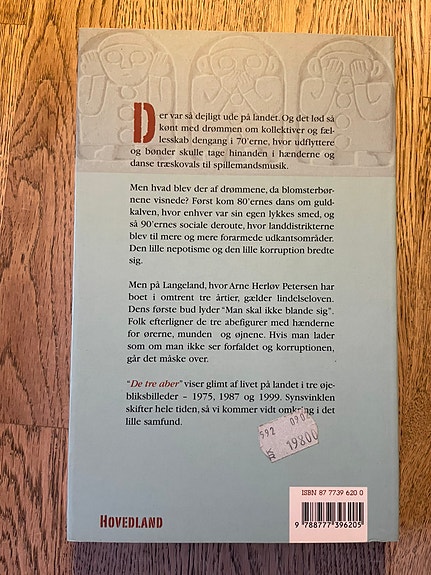 Der var så dejligt ude på landet. Og det lød så
kønt med drømmen om kollektiver og fæl-
lesskab dengang i 70'erne, hvor udflyttere
og bønder skulle tage hinanden i hænderne og
danse træskovals til spillemandsmusik.
Men hvad blev der af drømmene, da blomsterbør-
nene visnede? Først kom 80'ernes dans om guld-
kalven, hvor enhver var sin egen lykkes smed, og
så 90'ernes sociale deroute, hvor landdistrikterne
blev til mere og mere forarmede udkantsområder.
Den lille nepotisme og den lille korruption bredte
sig.
Men på Langeland, hvor Arne Herløv Petersen har
boet i omtrent tre årtier, gælder lindelseloven.
Dens første bud lyder "Man skal ikke blande sig".
Folk efterligner de tre abefigurer med hænderne
for ørerne, munden og øjnene. Hvis man lader
som om man ikke ser forfaldet og korruptionen,
går det måske over.
"De tre aber" viser glimt af livet på landet i tre øje-
bliksbilleder – 1975, 1987 og 1999. Synsvinklen
skifter hele tiden, så vi kommer vidt omkring i det
lille samfund.
592 090
19800
ISBN 87 7739 620 0
9 788777 396205
HOVEDLAND